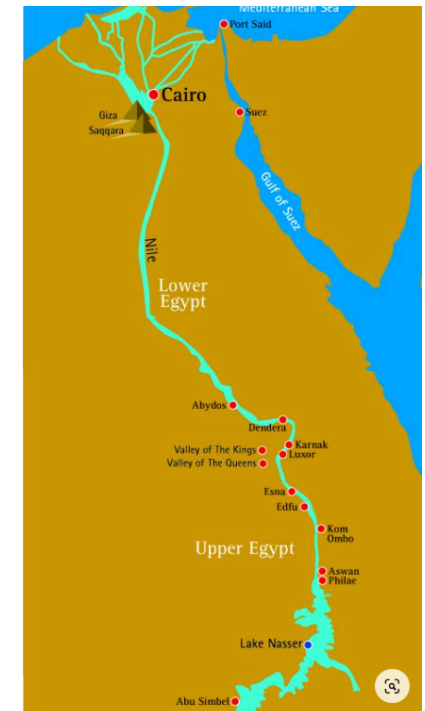 Mediterranean Sea
Port Said
Cairo
Giza
Suez
Saqqara
Gulf of Suez
Nile
Lower
Egypt
Abydos
Dendera
Karnak
Valley of The Kings
Luxor
Valley of The Queens
Esna
Edfu
Kom
Ombo
Upper Egypt
Aswan
Philae
Lake Nasser
Abu Simbel